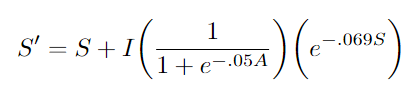 S′ = S + I(1/(1 + e^{-.05A}))(e^{-.069S})